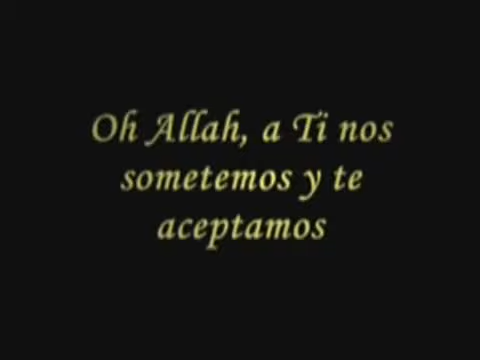 Oh Allah, a Ti nos
sometemos y te
aceptamos